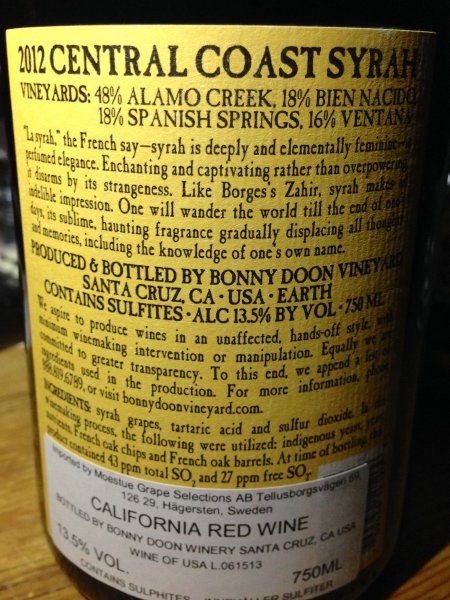 2012 CENTRAL COAST SYRAH
VINEYARDS: 48% ALAMO CREEK, 18% BIEN NACIDO
18% SPANISH SPRINGS, 16% VENTANA
"La syrah," the French say—syrah is deeply and elementally feminine—
perfumed elegance. Enchanting and captivating rather than overpowering,
it disarms by its strangeness. Like Borges's Zahir, syrah makes
indelible impression. One will wander the world till the end of one's
days, its sublime, haunting fragrance gradually displacing all thoughts
and memories, including the knowledge of one's own name.
PRODUCED & BOTTLED BY BONNY DOON VINEYARD
SANTA CRUZ, CA · USA · EARTH
CONTAINS SULFITES · ALC 13.5% BY VOL · 750 ML
We aspire to produce wines in an unaffected, hands-off style, with
minimum winemaking intervention or manipulation. Equally we are
committed to greater transparency. To this end, we append a list of
ingredients used in the production. For more information, phone
888.819.6789, or visit bonnydoonvineyard.com.
INGREDIENTS: syrah grapes, tartaric acid and sulfur dioxide. In the
winemaking process, the following were utilized: indigenous yeast, yeast
nutrients, French oak chips and French oak barrels. At time of bottling this
product contained 43 ppm total SO2 and 27 ppm free SO2.
Imported by Moestue Grape Selections AB Tellusborgsvägen 69,
126 29, Hägersten, Sweden
CALIFORNIA RED WINE
BOTTLED BY BONNY DOON WINERY SANTA CRUZ, CA USA
WINE OF USA L.061513
13.5% VOL. 750ML
CONTAINS SULPHITES INNEHÅLLER SULFITER